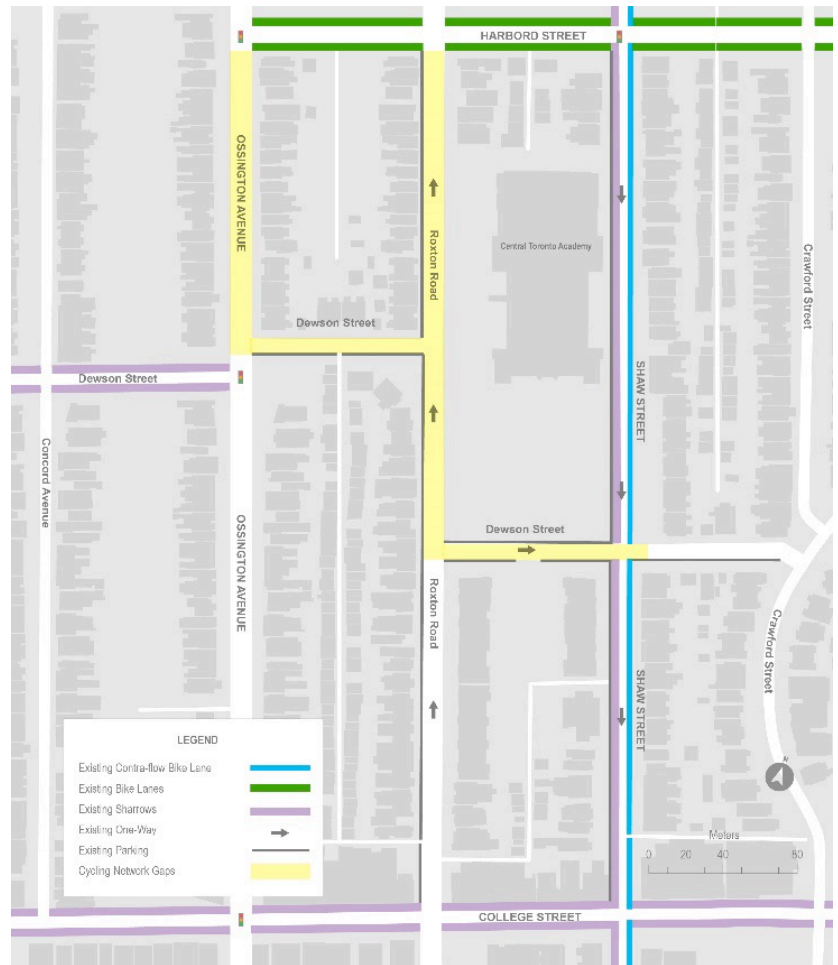 HARBORD STREET
OSSINGTON AVENUE
Roxton Road
Central Toronto Academy
Crawford Street
Dewson Street
Dewson Street
SHAW STREET
Concord Avenue
Dewson Street
OSSINGTON AVENUE
Roxton Road
Crawford Street
SHAW STREET
LEGEND
Existing Contra-flow Bike Lane
Existing Bike Lanes
Existing Sharrows
Existing One-Way
Existing Parking
Cycling Network Gaps
N
Meters
0 20 40 80
COLLEGE STREET